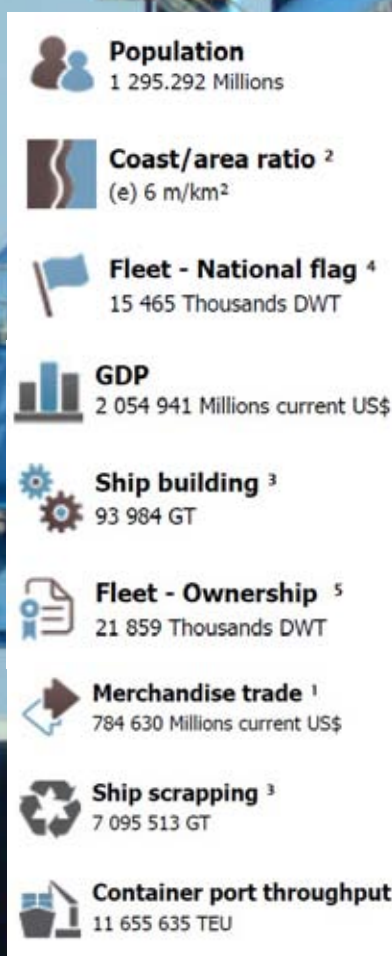 Population
1 295.292 Millions
Coast/area ratio ²
(e) 6 m/km²
Fleet - National flag ⁴
15 465 Thousands DWT
GDP
2 054 941 Millions current US$
Ship building ³
93 984 GT
Fleet - Ownership ⁵
21 859 Thousands DWT
Merchandise trade ¹
784 630 Millions current US$
Ship scrapping ³
7 095 513 GT
Container port throughput
11 655 635 TEU